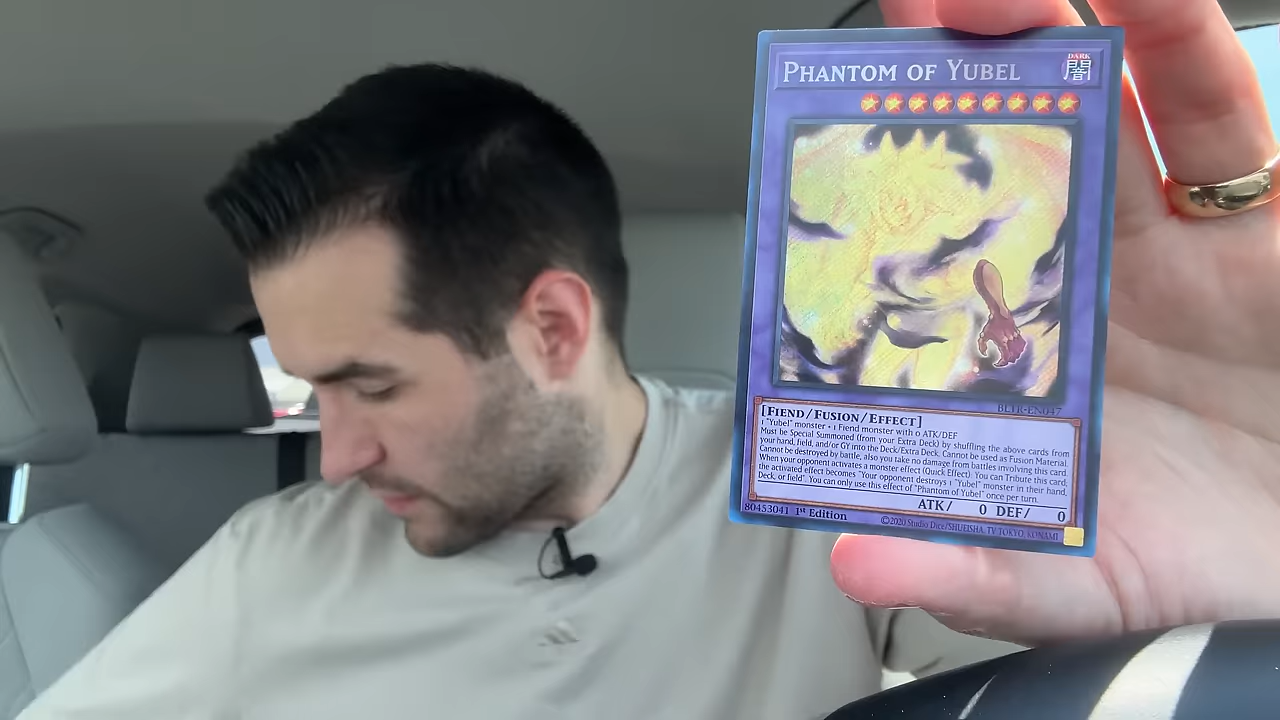 PHANTOM OF YUBEL
DARK
闇
BLTR-EN047
[FIEND/FUSION/EFFECT]
1 "Yubel" monster + 1 Fiend monster with 0 ATK/DEF
Must be Special Summoned (from your Extra Deck) by shuffling the above cards from
your hand, field, and/or GY into the Deck/Extra Deck. Cannot be used as Fusion Material.
Cannot be destroyed by battle, also you take no damage from battles involving this card.
When your opponent activates a monster effect (Quick Effect): You can Tribute this card;
the activated effect becomes "Your opponent destroys 1 "Yubel" monster in their hand,
Deck, or field". You can only use this effect of "Phantom of Yubel" once per turn.
ATK/ 0 DEF/ 0
80453041 1st Edition
©2020 Studio Dice/SHUEISHA, TV TOKYO, KONAMI